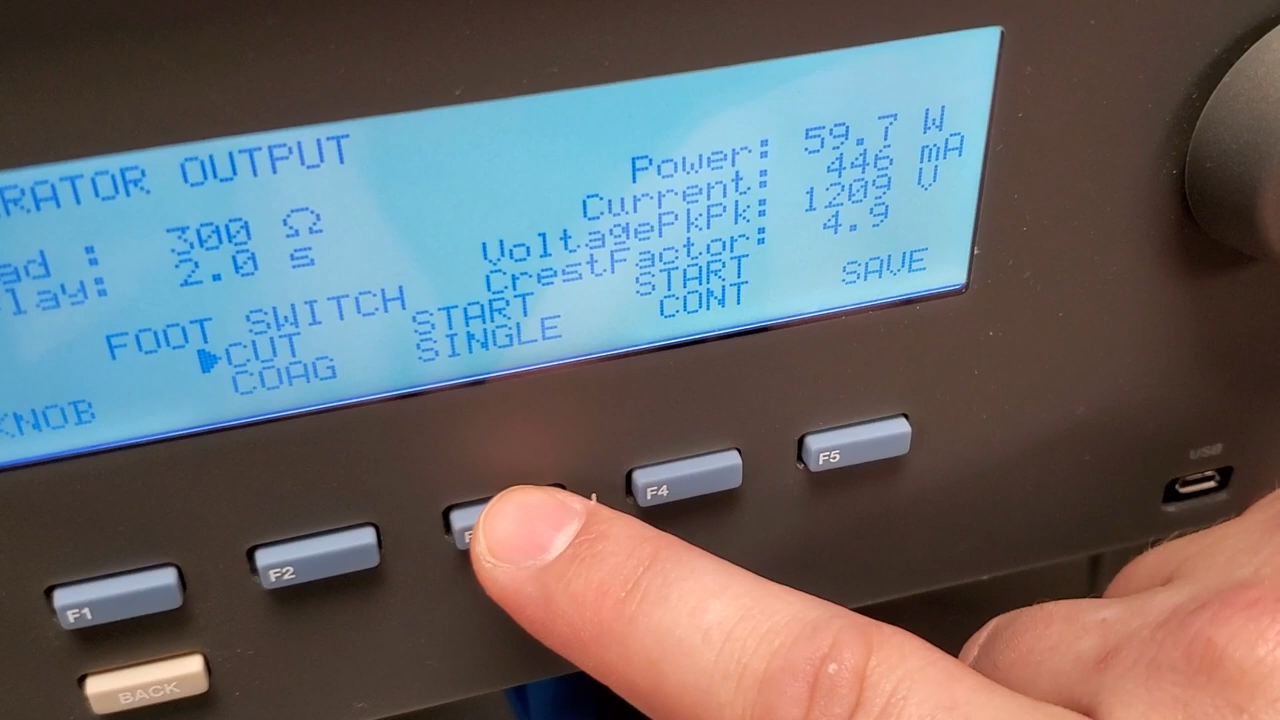 RATOR OUTPUT
ad : 300 Ω
lay: 2.0 s
Power: 59.7 W
Current: 446 mA
VoltagePkPk: 1209 V
CrestFactor: 4.9
FOOT SWITCH
▶CUT
COAG
START
SINGLE
START
CONT
SAVE
KNOB
F1
F2
F4
F5
BACK
USB